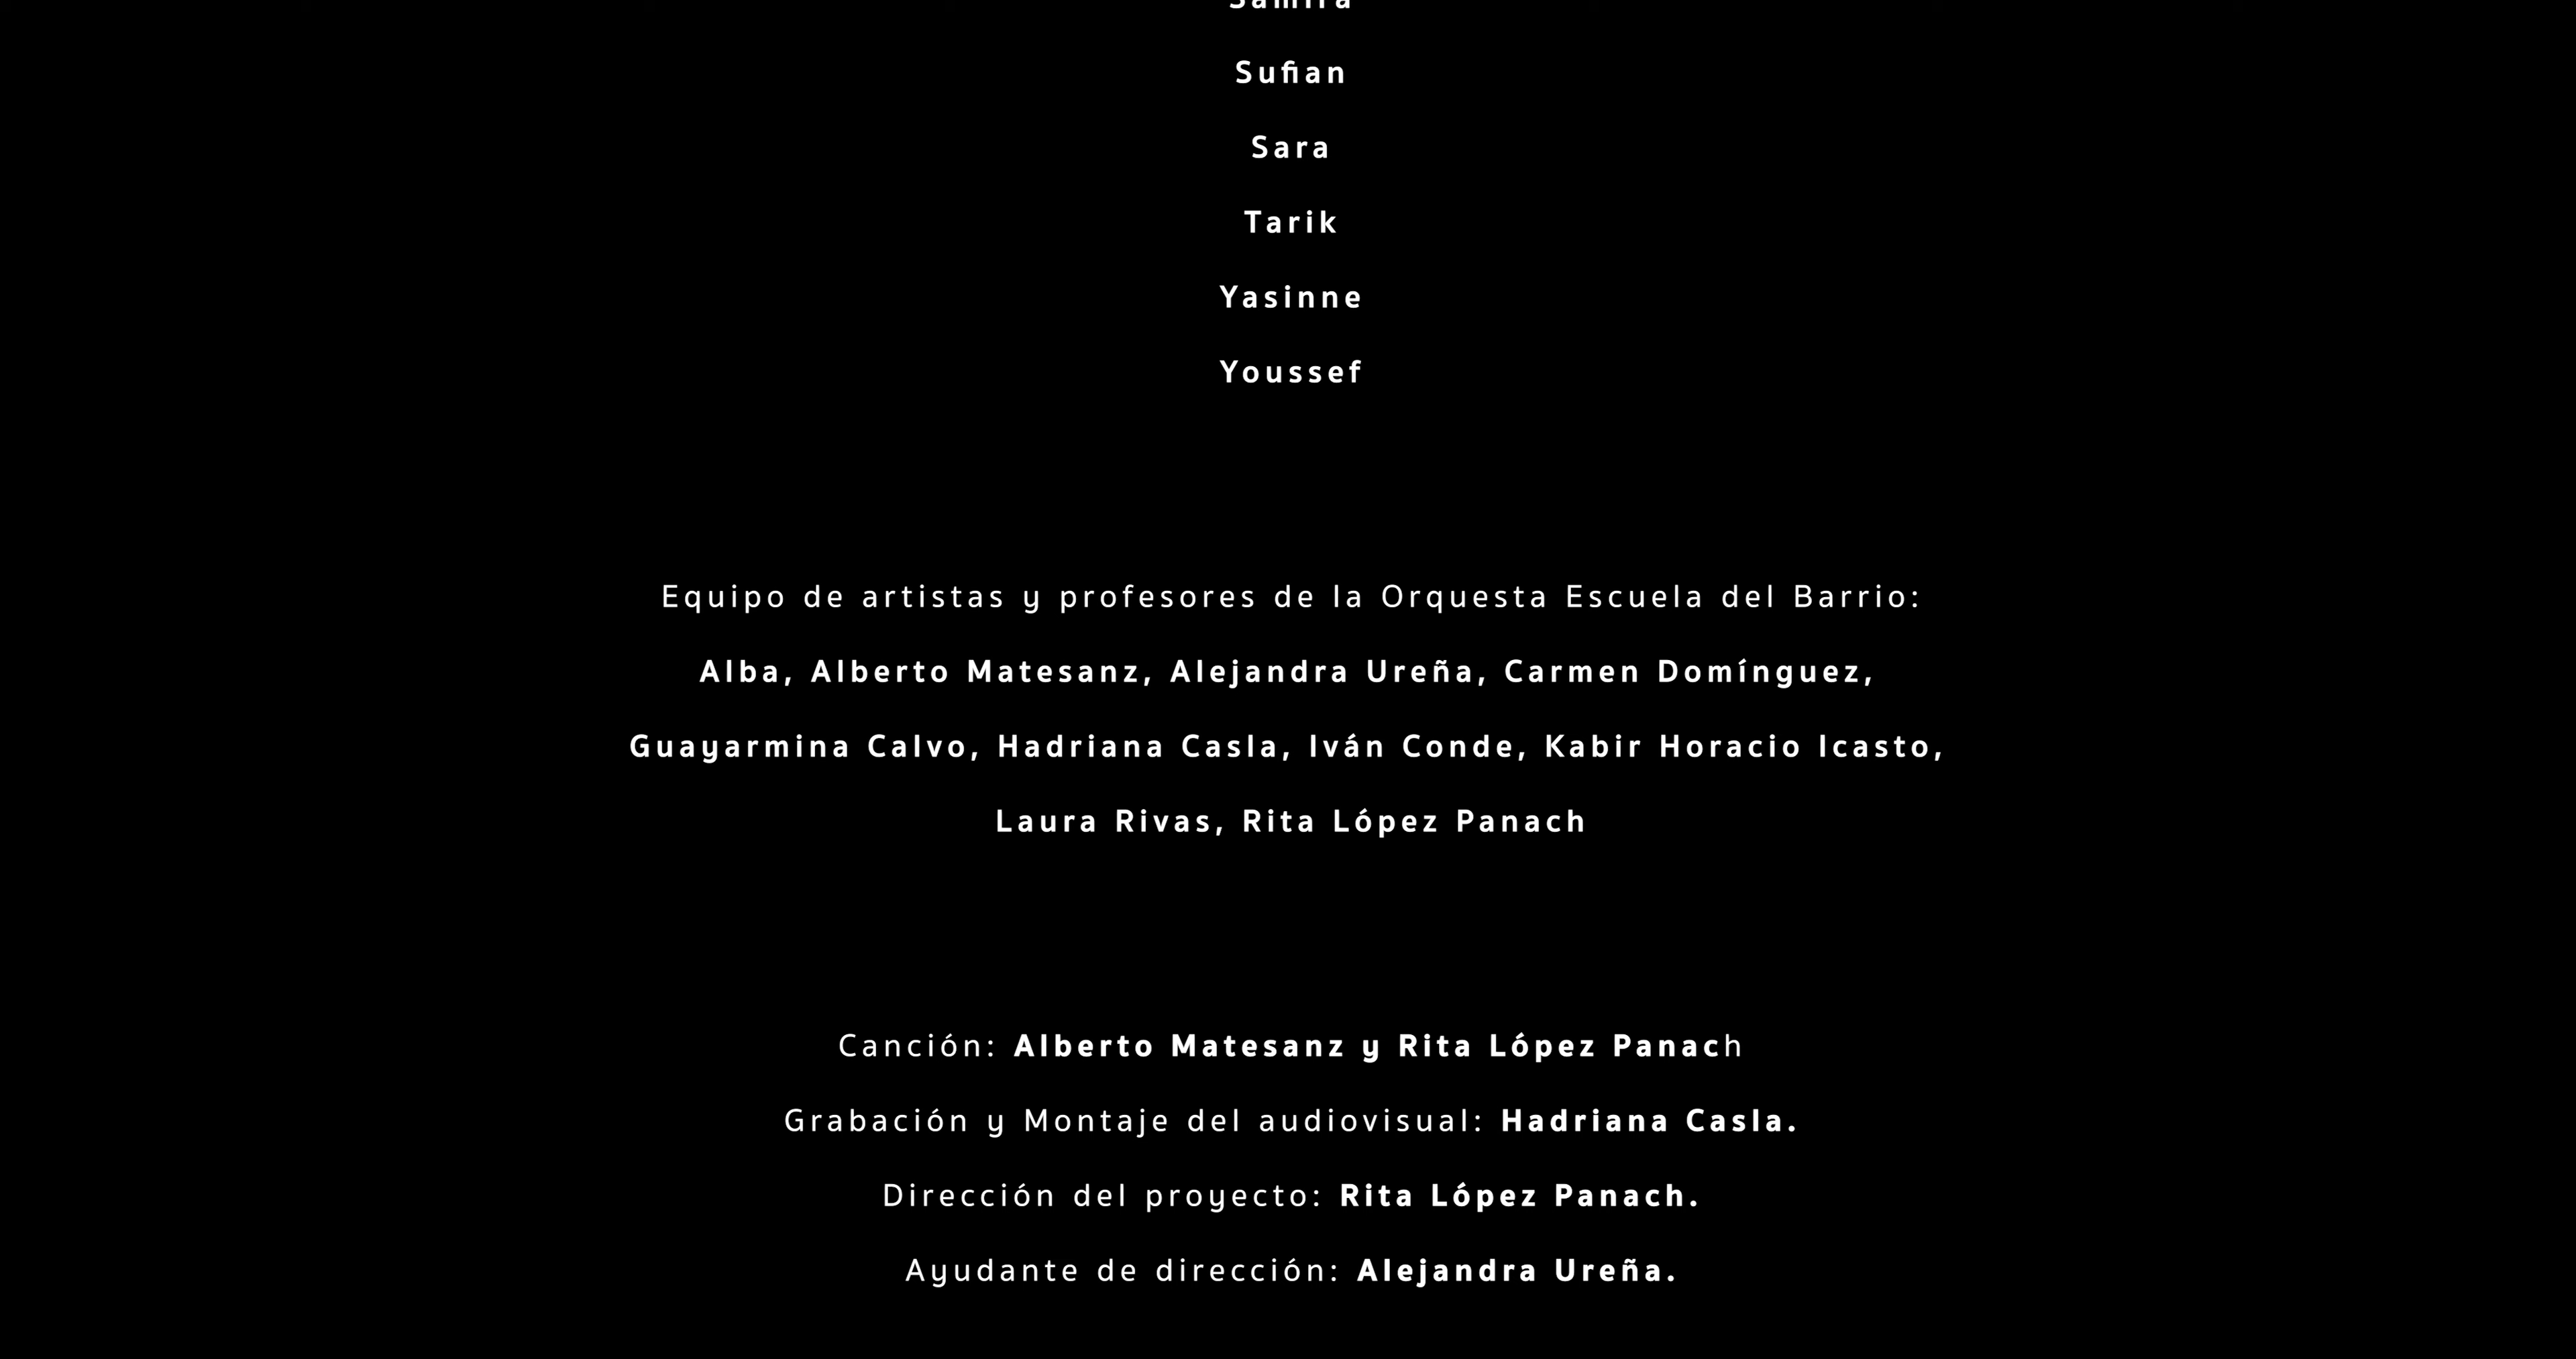 Samira
Sufian
Sara
Tarik
Yasinne
Youssef
Equipo de artistas y profesores de la Orquesta Escuela del Barrio:
Alba, Alberto Matesanz, Alejandra Ureña, Carmen Domínguez,
Guayarmina Calvo, Hadriana Casla, Iván Conde, Kabir Horacio Icasto,
Laura Rivas, Rita López Panach
Canción: Alberto Matesanz y Rita López Panach
Grabación y Montaje del audiovisual: Hadriana Casla.
Dirección del proyecto: Rita López Panach.
Ayudante de dirección: Alejandra Ureña.